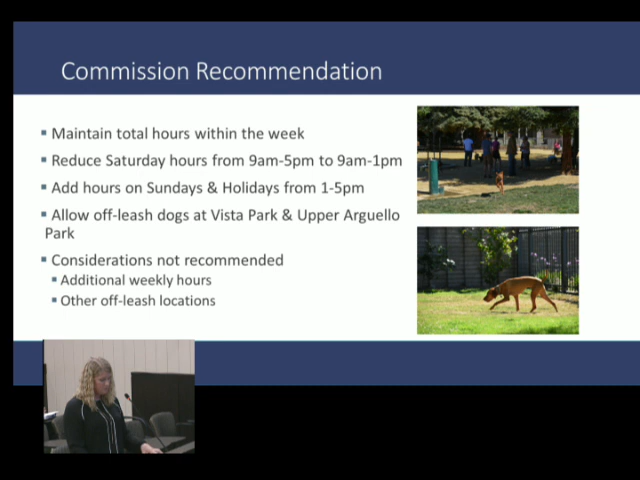 Commission Recommendation
▪ Maintain total hours within the week
▪ Reduce Saturday hours from 9am-5pm to 9am-1pm
▪ Add hours on Sundays & Holidays from 1-5pm
▪ Allow off-leash dogs at Vista Park & Upper Arguello
Park
▪ Considerations not recommended
▪ Additional weekly hours
▪ Other off-leash locations